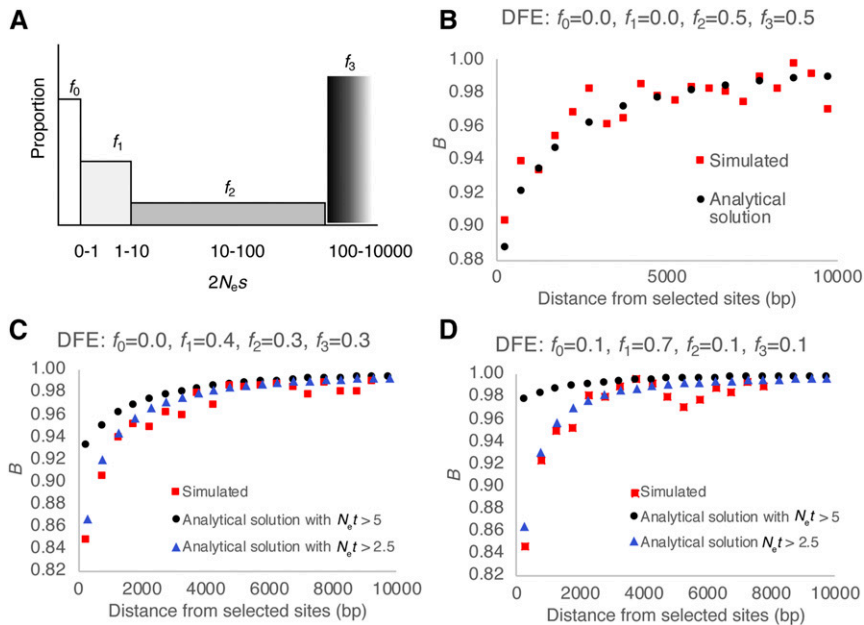 A
Proportion
f0
f1
f2
f3
0-1 1-10 10-100 100-10000
2Nes
B
DFE: f0=0.0, f1=0.0, f2=0.5, f3=0.5
B
1.00
0.98
0.96
0.94
0.92
0.90
0.88
Simulated
Analytical
solution
0 5000 10000
Distance from selected sites (bp)
C
DFE: f0=0.0, f1=0.4, f2=0.3, f3=0.3
B
1.00
0.98
0.96
0.94
0.92
0.90
0.88
0.86
0.84
0.82
Simulated
Analytical solution with Net>5
Analytical solution with Net>2.5
0 2000 4000 6000 8000 10000
Distance from selected sites (bp)
D
DFE: f0=0.1, f1=0.7, f2=0.1, f3=0.1
B
1.00
0.98
0.96
0.94
0.92
0.90
0.88
0.86
0.84
0.82
Simulated
Analytical solution with Net>5
Analytical solution Net>2.5
0 2000 4000 6000 8000 10000
Distance from selected sites (bp)